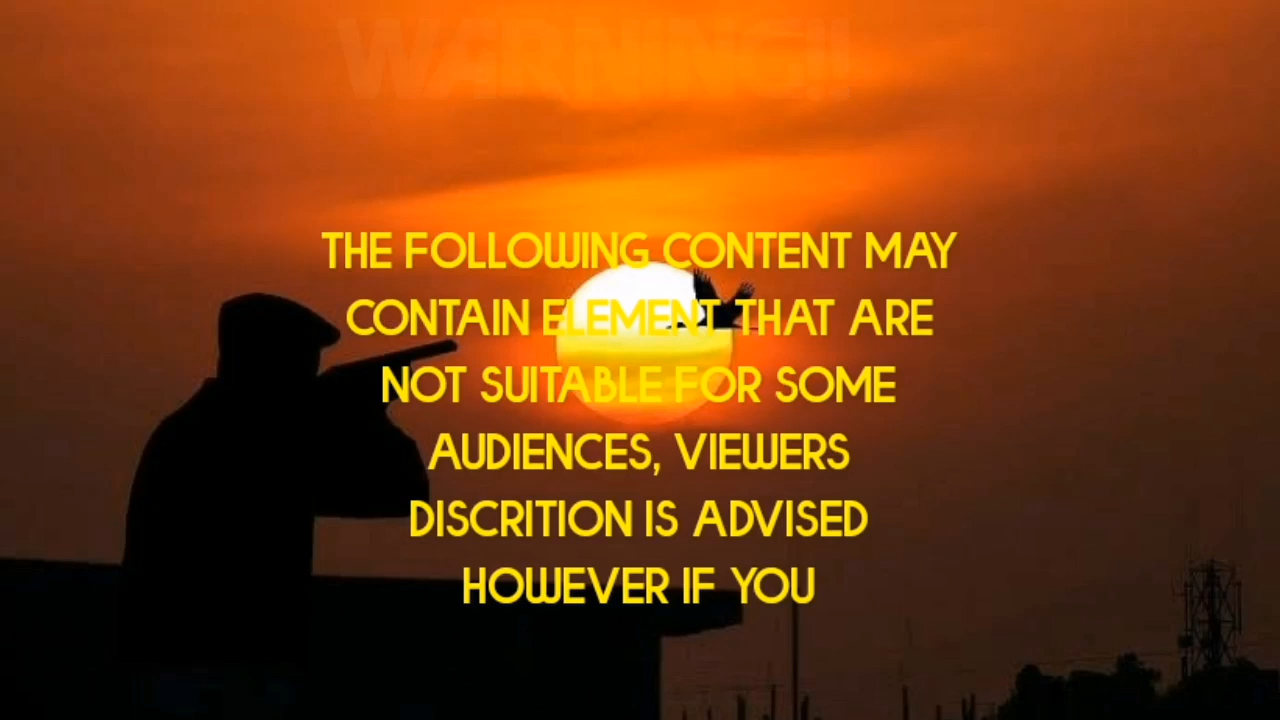 WARNING!!
THE FOLLOWING CONTENT MAY
CONTAIN ELEMENT THAT ARE
NOT SUITABLE FOR SOME
AUDIENCES, VIEWERS
DISCRITION IS ADVISED
HOWEVER IF YOU